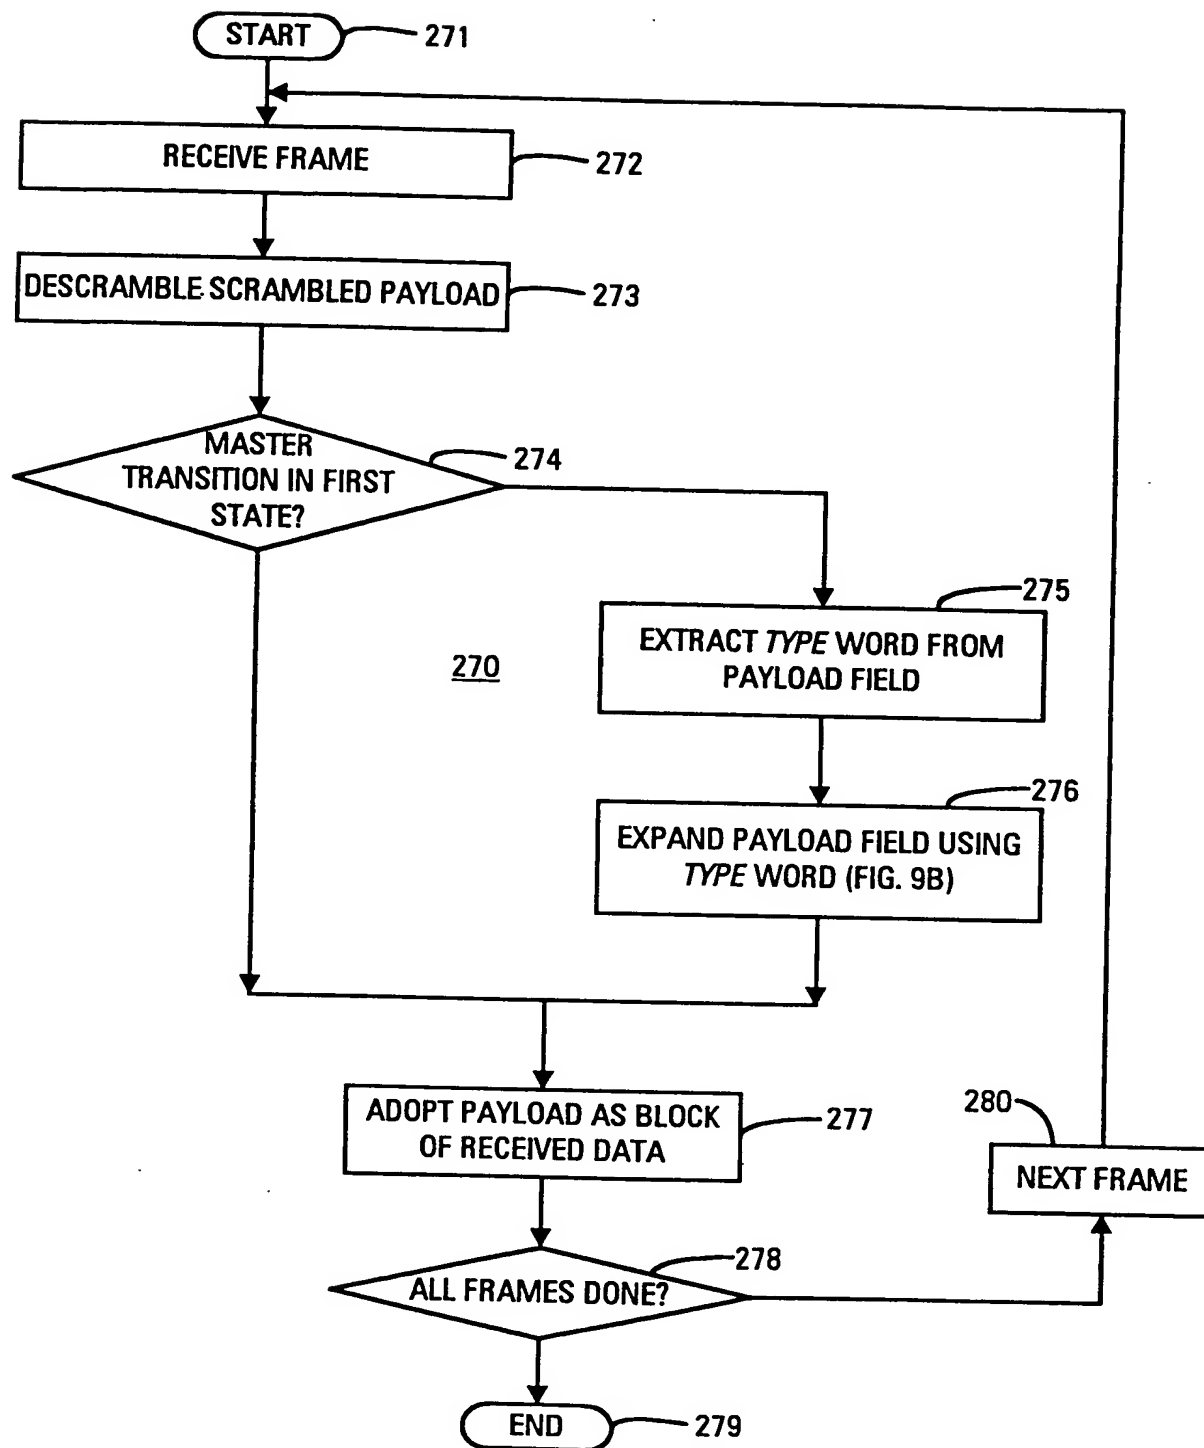 START
271
RECEIVE FRAME
272
DESCRAMBLE SCRAMBLED PAYLOAD
273
MASTER
TRANSITION IN FIRST
STATE?
274
275
EXTRACT TYPE WORD FROM
PAYLOAD FIELD
270
276
EXPAND PAYLOAD FIELD USING
TYPE WORD (FIG. 9B)
ADOPT PAYLOAD AS BLOCK
OF RECEIVED DATA
277
280
NEXT FRAME
278
ALL FRAMES DONE?
END
279